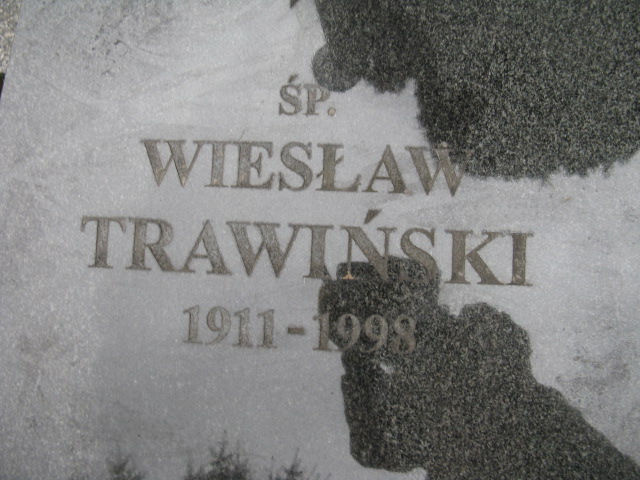 ŚP.
WIESŁAW
TRAWIŃSKI
1911-1998